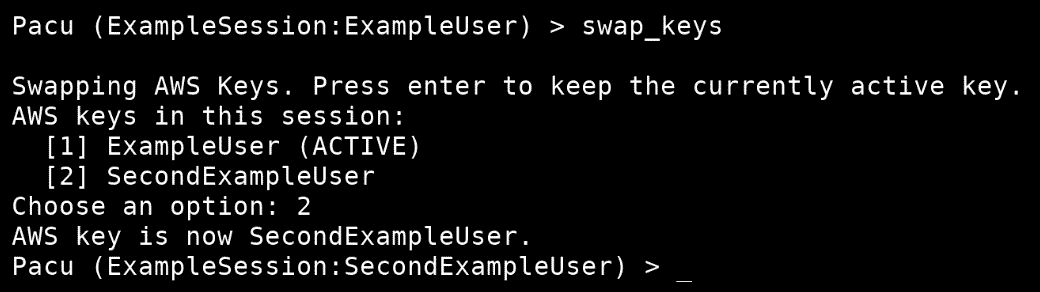 Pacu (ExampleSession:ExampleUser) > swap_keys
Swapping AWS Keys. Press enter to keep the currently active key.
AWS keys in this session:
  [1] ExampleUser (ACTIVE)
  [2] SecondExampleUser
Choose an option: 2
AWS key is now SecondExampleUser.
Pacu (ExampleSession:SecondExampleUser) > _